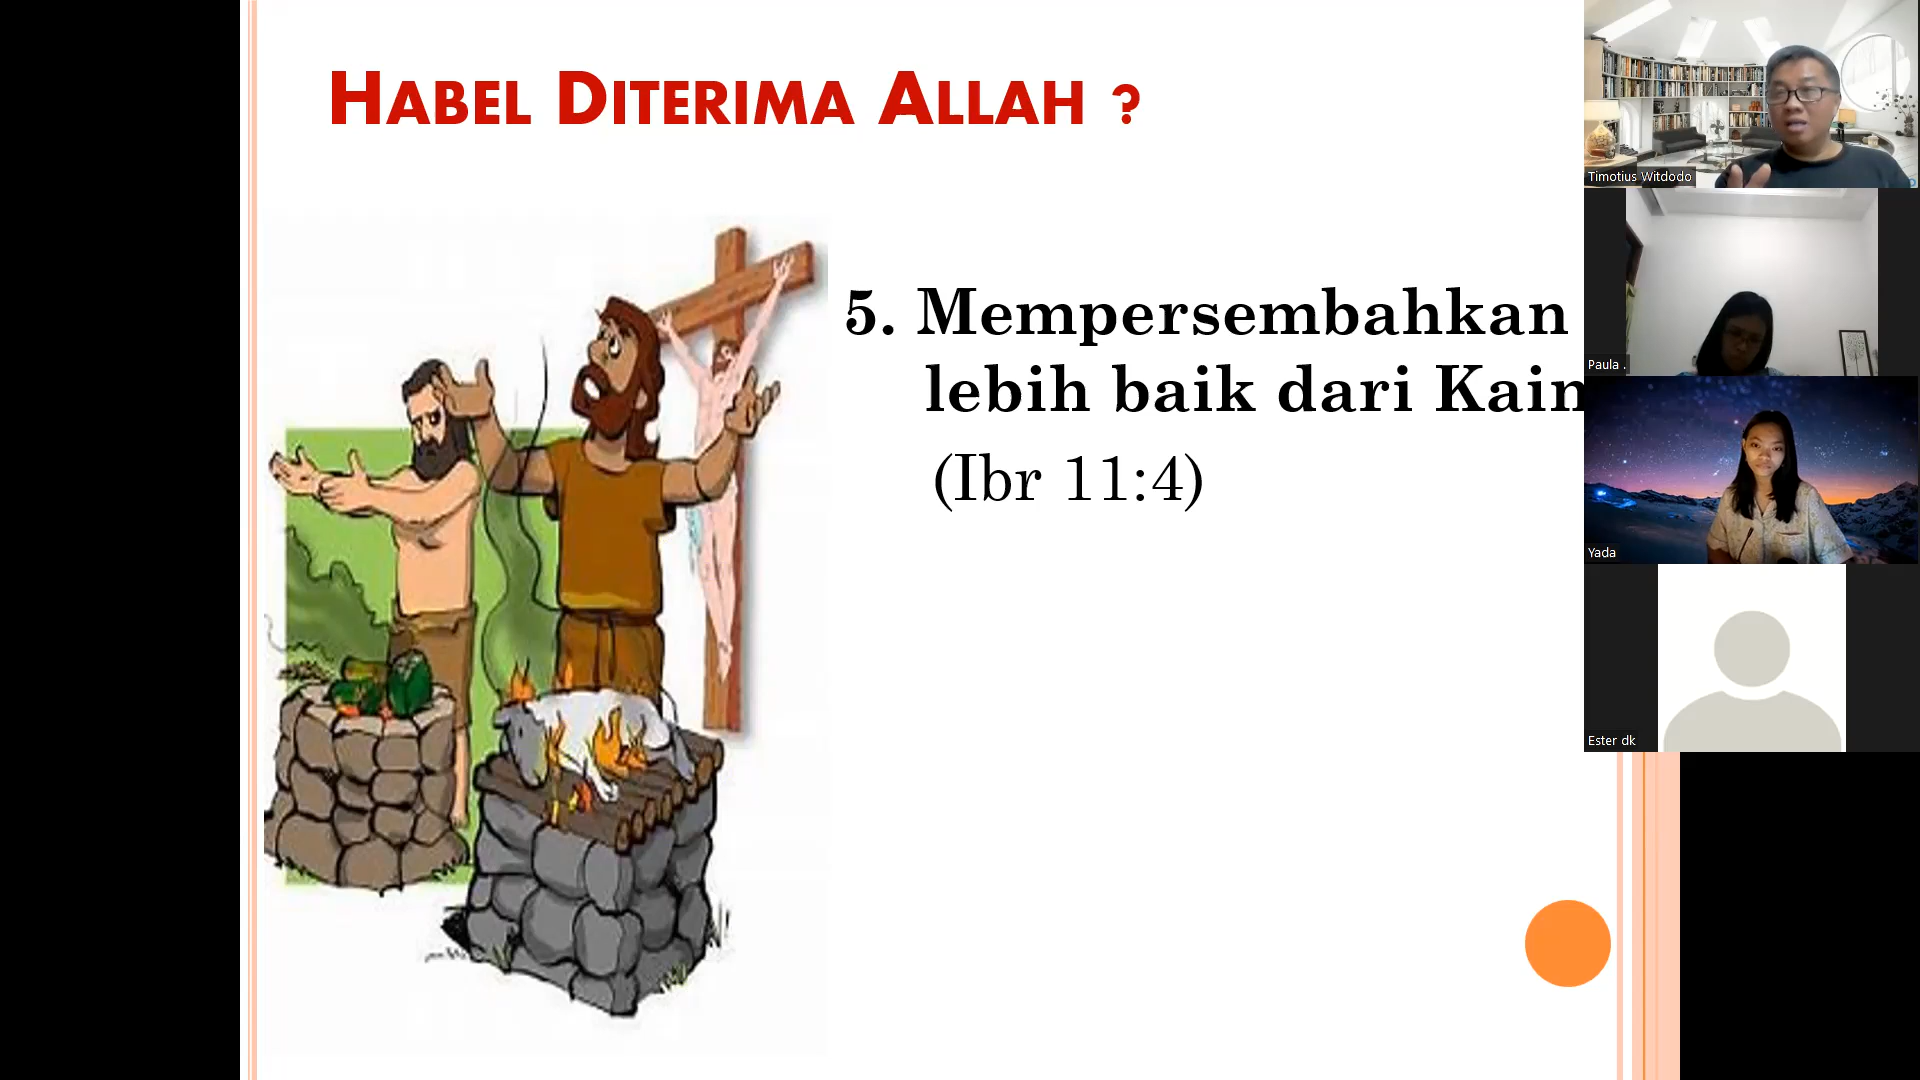 HABEL DITERIMA ALLAH ?
5. Mempersembahkan
lebih baik dari Kain
(Ibr 11:4)
Timotius Witdodo
Paula .
Yada
Ester dk